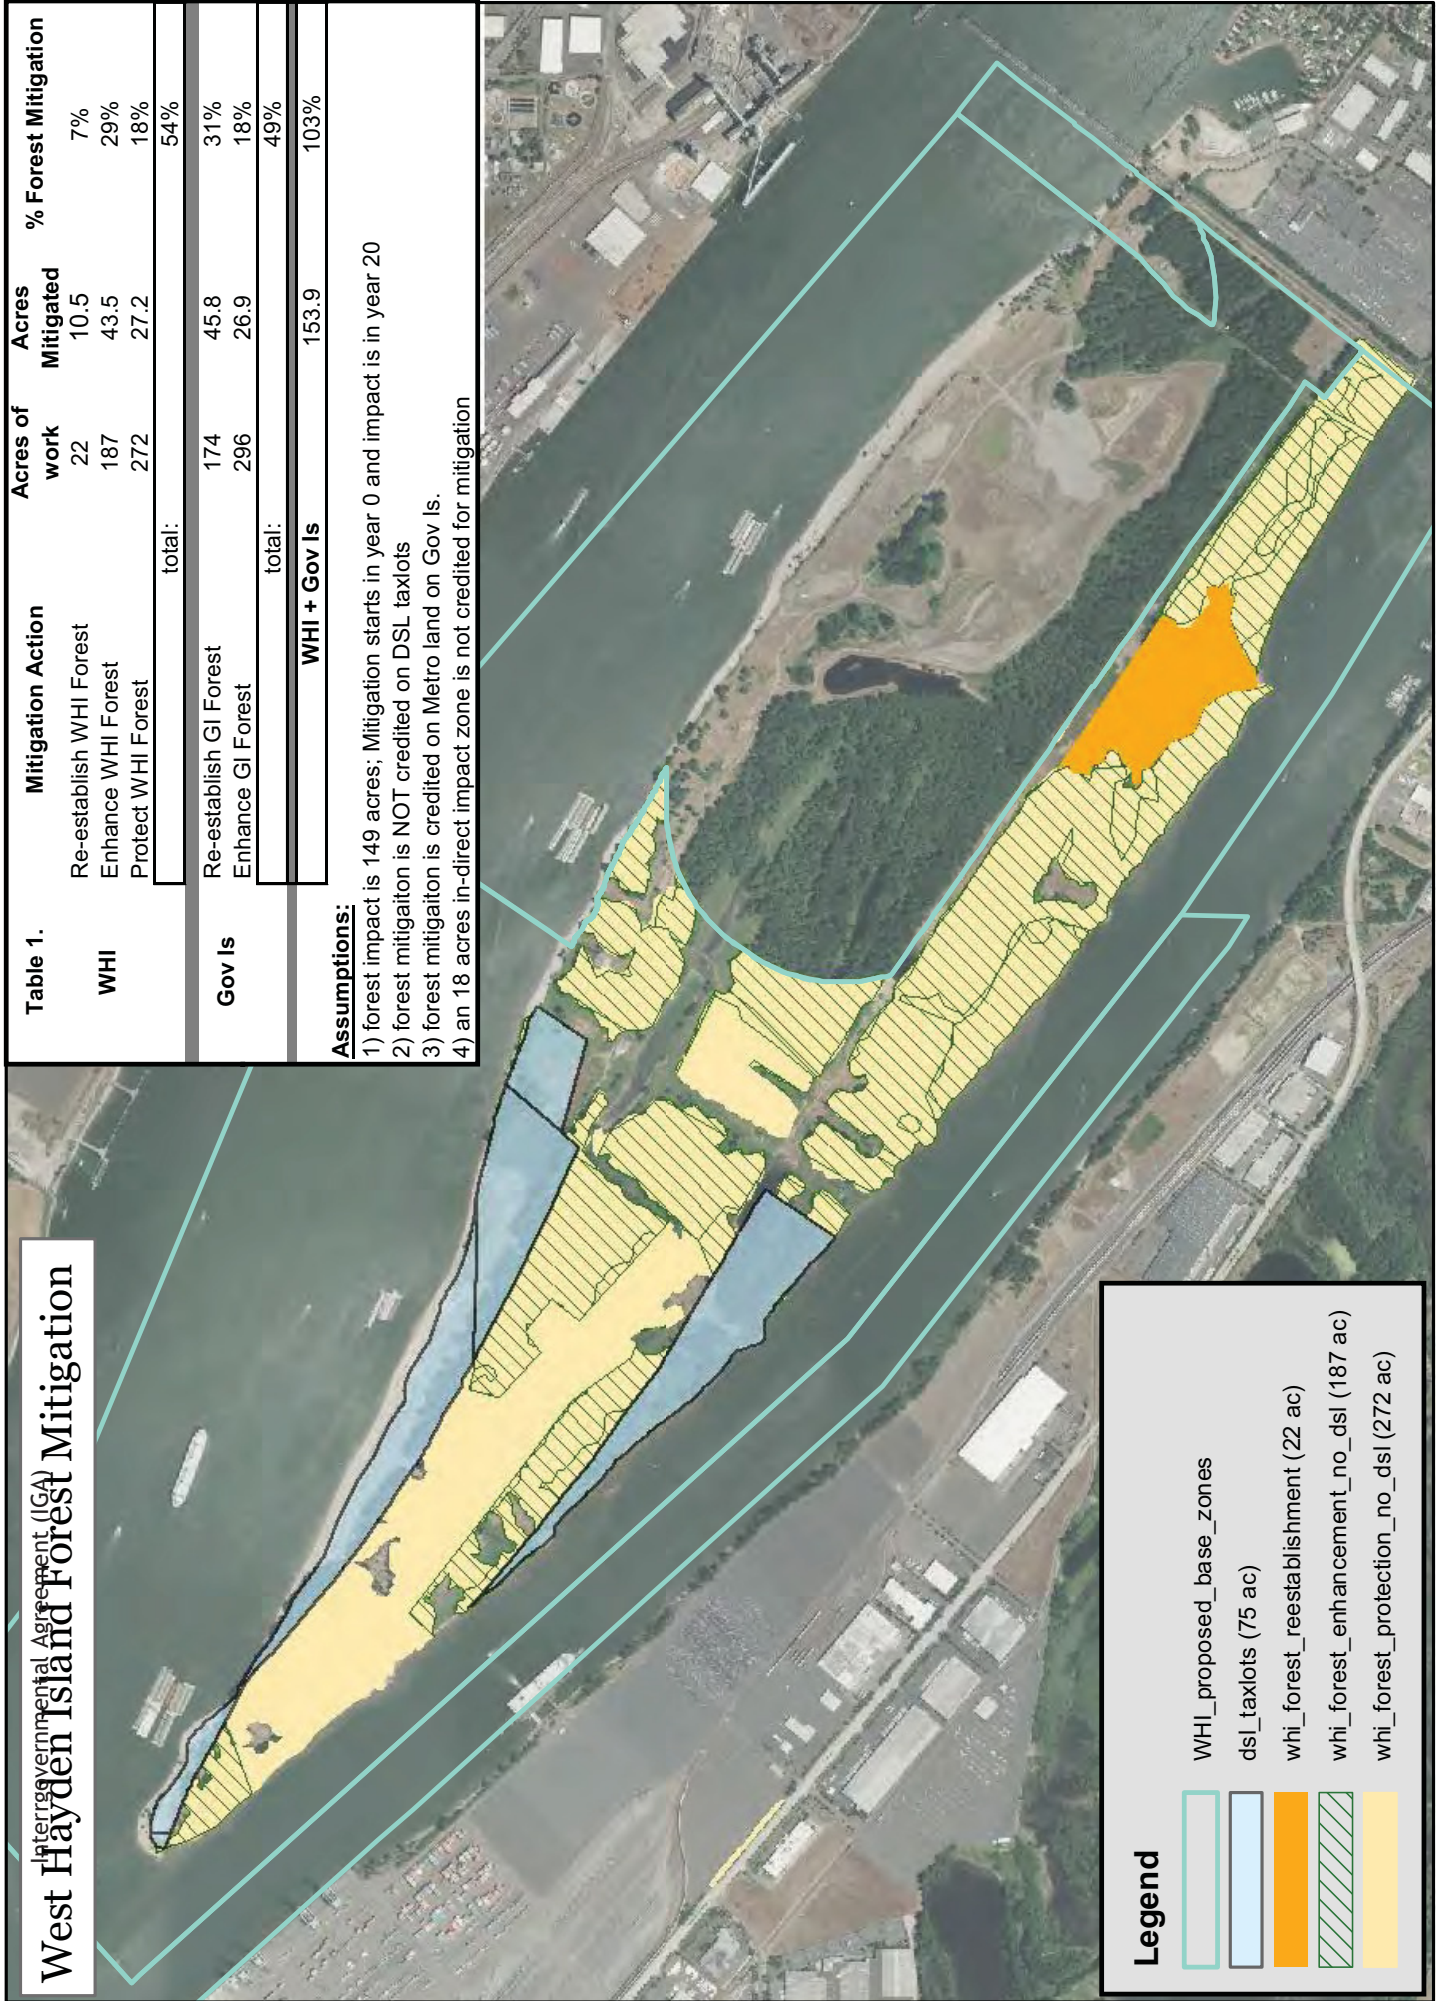 Interrgovernmental Agreement (IGA)
West Hayden Island Forest Mitigation
Table 1. Mitigation Action Acres of work Acres Mitigated % Forest Mitigation
WHI
Re-establish WHI Forest 22 10.5 7%
Enhance WHI Forest 187 43.5 29%
Protect WHI Forest 272 27.2 18%
total: 54%
Gov Is
Re-establish GI Forest 174 45.8 31%
Enhance GI Forest 296 26.9 18%
total: 49%
WHI + Gov Is 153.9 103%
Assumptions:
1) forest impact is 149 acres; Mitigation starts in year 0 and impact is in year 20
2) forest mitigaiton is NOT credited on DSL taxlots
3) forest mitigaiton is credited on Metro land on Gov Is.
4) an 18 acres in-direct impact zone is not credited for mitigation
Legend
WHI_proposed_base_zones
dsl_taxlots (75 ac)
whi_forest_reestablishment (22 ac)
whi_forest_enhancement_no_dsl (187 ac)
whi_forest_protection_no_dsl (272 ac)